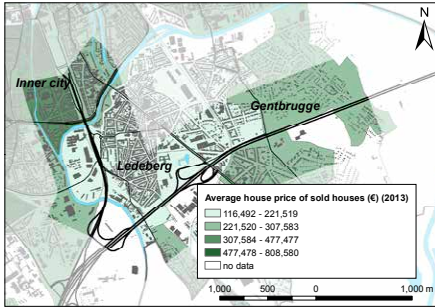 N
Inner city
Gentbrugge
Ledeberg
Average house price of sold houses (€) (2013)
116,492 - 221,519
221,520 - 307,583
307,584 - 477,477
477,478 - 808,580
no data
1,000 500 0 1,000 m